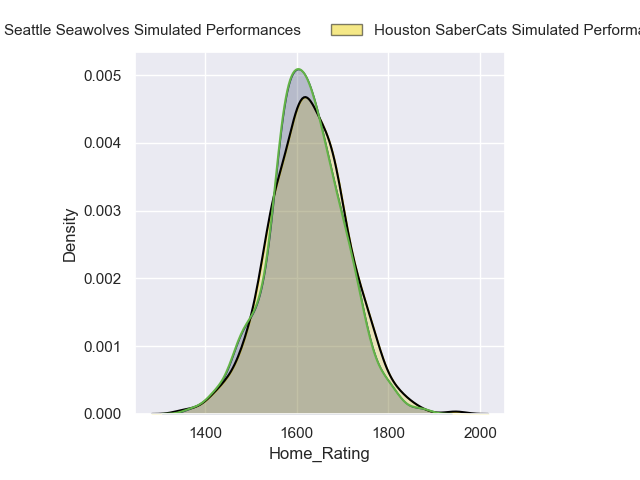 Seattle Seawolves Simulated Performances
Houston SaberCats Simulated
0.005
0.004
0.003
0.002
0.001
0.000
Density
1400 1600 1800 2000
Home_Rating